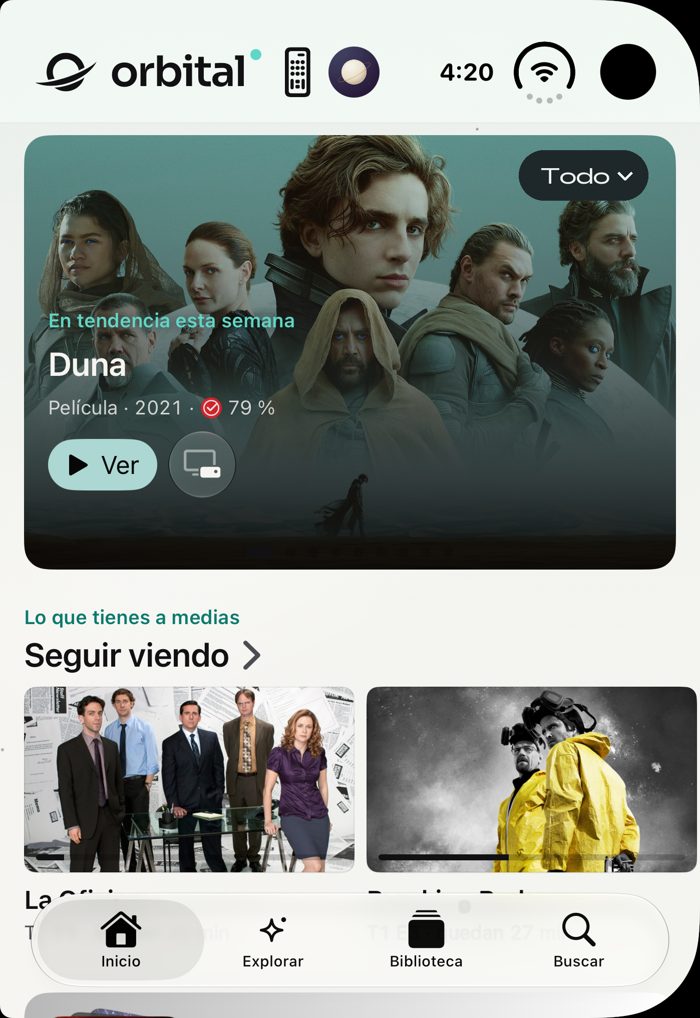 orbital
4:20
Todo
En tendencia esta semana
Duna
Película · 2021 · 79 %
Ver
Lo que tienes a medias
Seguir viendo
Inicio
Explorar
Biblioteca
Buscar